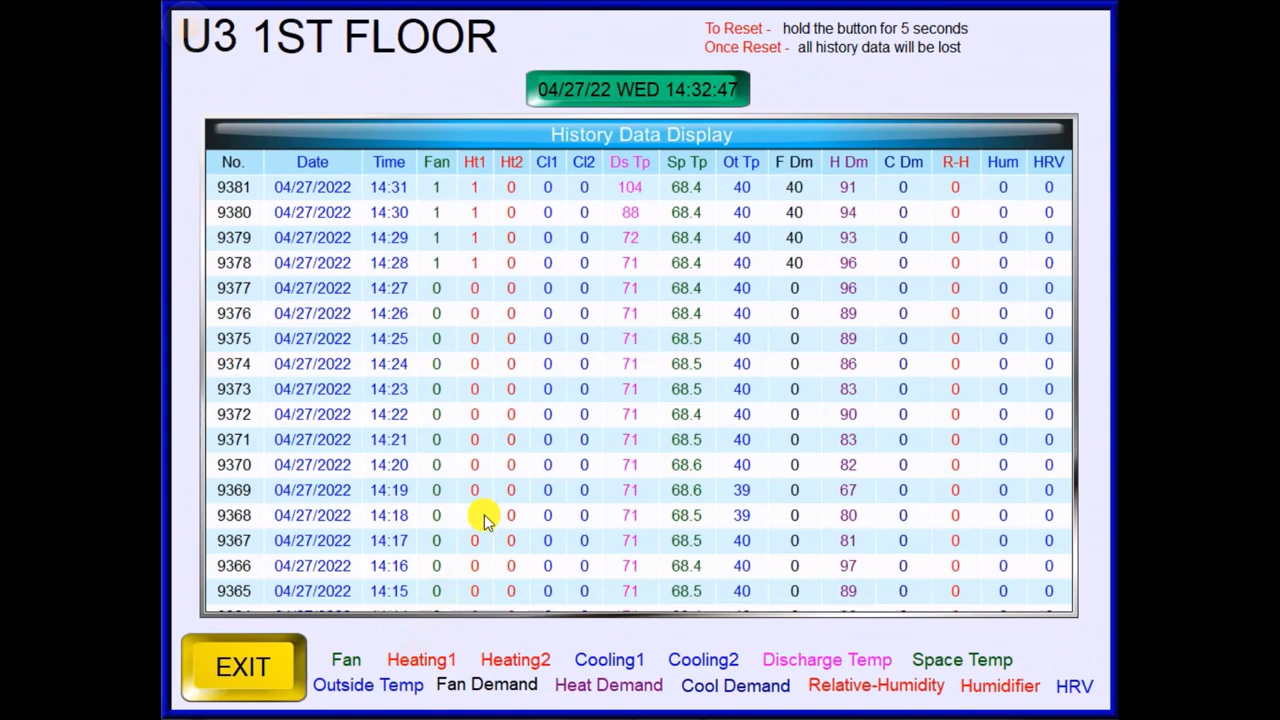 U3 1ST FLOOR
To Reset - hold the button for 5 seconds
Once Reset - all history data will be lost
04/27/22 WED 14:32:47
History Data Display
No. Date Time Fan Ht1 Ht2 Cl1 Cl2 Ds Tp Sp Tp Ot Tp F Dm H Dm C Dm R-H Hum HRV
9381 04/27/2022 14:31 1 1 0 0 0 104 68.4 40 40 91 0 0 0 0
9380 04/27/2022 14:30 1 1 0 0 0 88 68.4 40 40 94 0 0 0 0
9379 04/27/2022 14:29 1 1 0 0 0 72 68.4 40 40 93 0 0 0 0
9378 04/27/2022 14:28 1 1 0 0 0 71 68.4 40 40 96 0 0 0 0
9377 04/27/2022 14:27 0 0 0 0 0 71 68.4 40 0 96 0 0 0 0
9376 04/27/2022 14:26 0 0 0 0 0 71 68.4 40 0 89 0 0 0 0
9375 04/27/2022 14:25 0 0 0 0 0 71 68.5 40 0 89 0 0 0 0
9374 04/27/2022 14:24 0 0 0 0 0 71 68.5 40 0 86 0 0 0 0
9373 04/27/2022 14:23 0 0 0 0 0 71 68.5 40 0 83 0 0 0 0
9372 04/27/2022 14:22 0 0 0 0 0 71 68.4 40 0 90 0 0 0 0
9371 04/27/2022 14:21 0 0 0 0 0 71 68.5 40 0 83 0 0 0 0
9370 04/27/2022 14:20 0 0 0 0 0 71 68.6 40 0 82 0 0 0 0
9369 04/27/2022 14:19 0 0 0 0 0 71 68.6 39 0 67 0 0 0 0
9368 04/27/2022 14:18 0 0 0 0 71 68.5 39 0 80 0 0 0 0
9367 04/27/2022 14:17 0 0 0 0 0 71 68.5 40 0 81 0 0 0 0
9366 04/27/2022 14:16 0 0 0 0 0 71 68.4 40 0 97 0 0 0 0
9365 04/27/2022 14:15 0 0 0 0 0 71 68.5 40 0 89 0 0 0 0
EXIT
Fan Heating1 Heating2 Cooling1 Cooling2 Discharge Temp Space Temp
Outside Temp Fan Demand Heat Demand Cool Demand Relative-Humidity Humidifier HRV